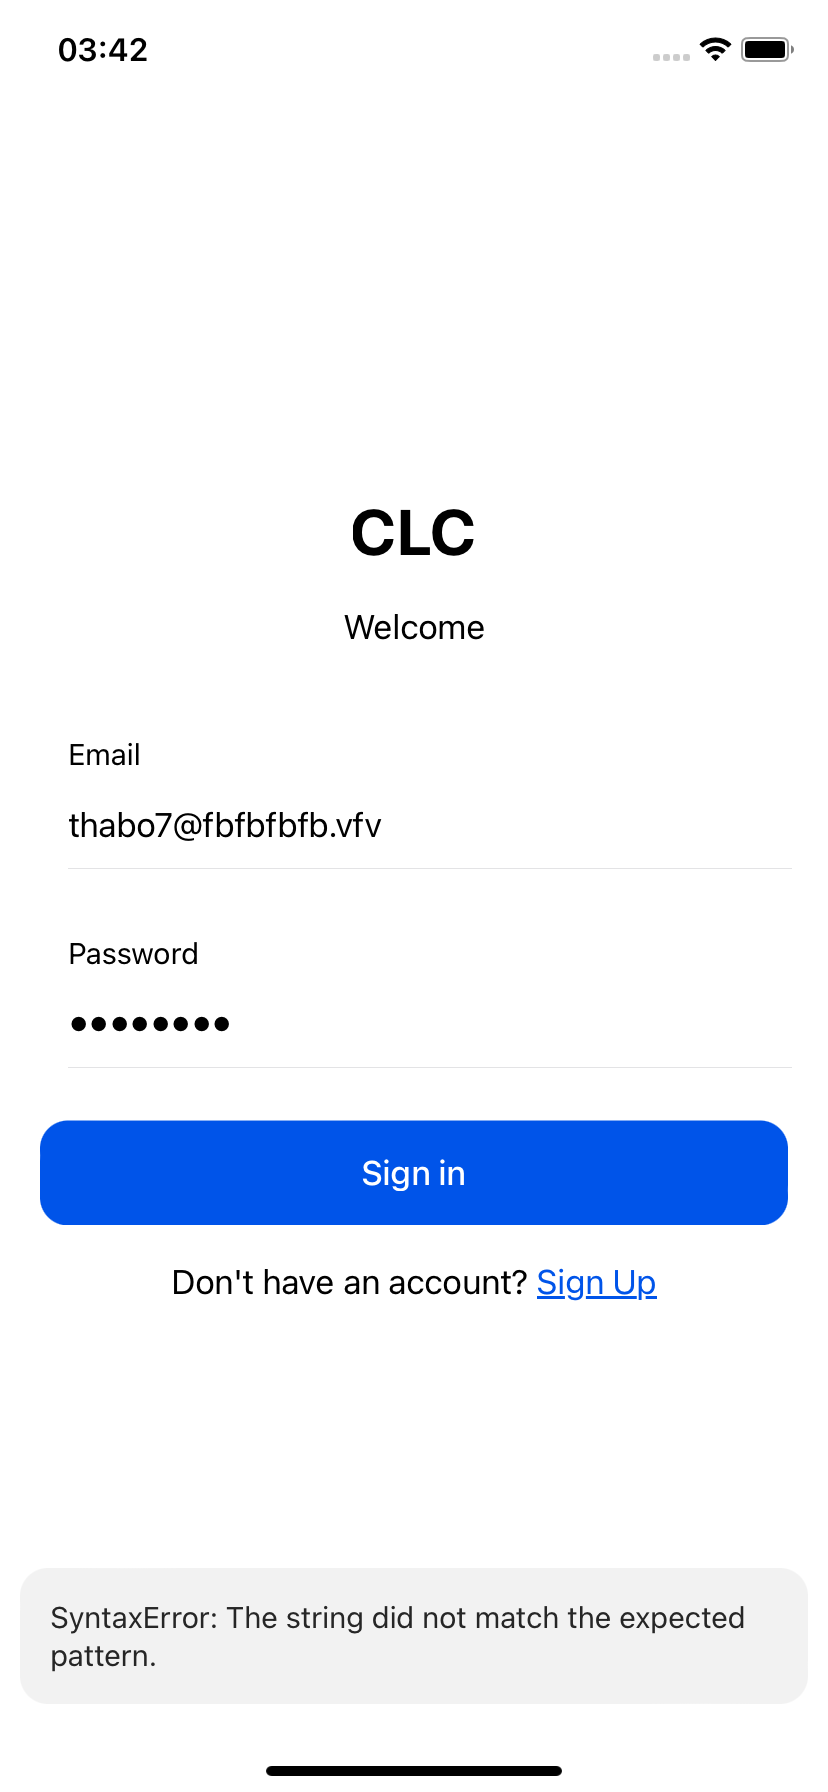 03:42
CLC
Welcome
Email
thabo7@fbfbfbfb.vfv
Password
••••••••
Sign in
Don't have an account? Sign Up
SyntaxError: The string did not match the expected
pattern.